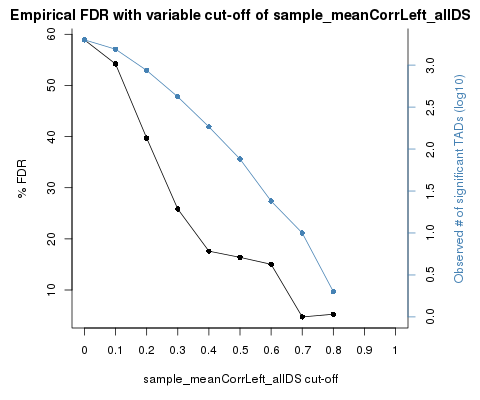 Empirical FDR with variable cut-off of sample_meanCorrLeft_allDS
60
50
40
30
20
10
% FDR
3.0
2.5
2.0
1.5
1.0
0.5
0.0
Observed # of significant TADs (log10)
0 0.1 0.2 0.3 0.4 0.5 0.6 0.7 0.8 0.9 1
sample_meanCorrLeft_allDS cut-off